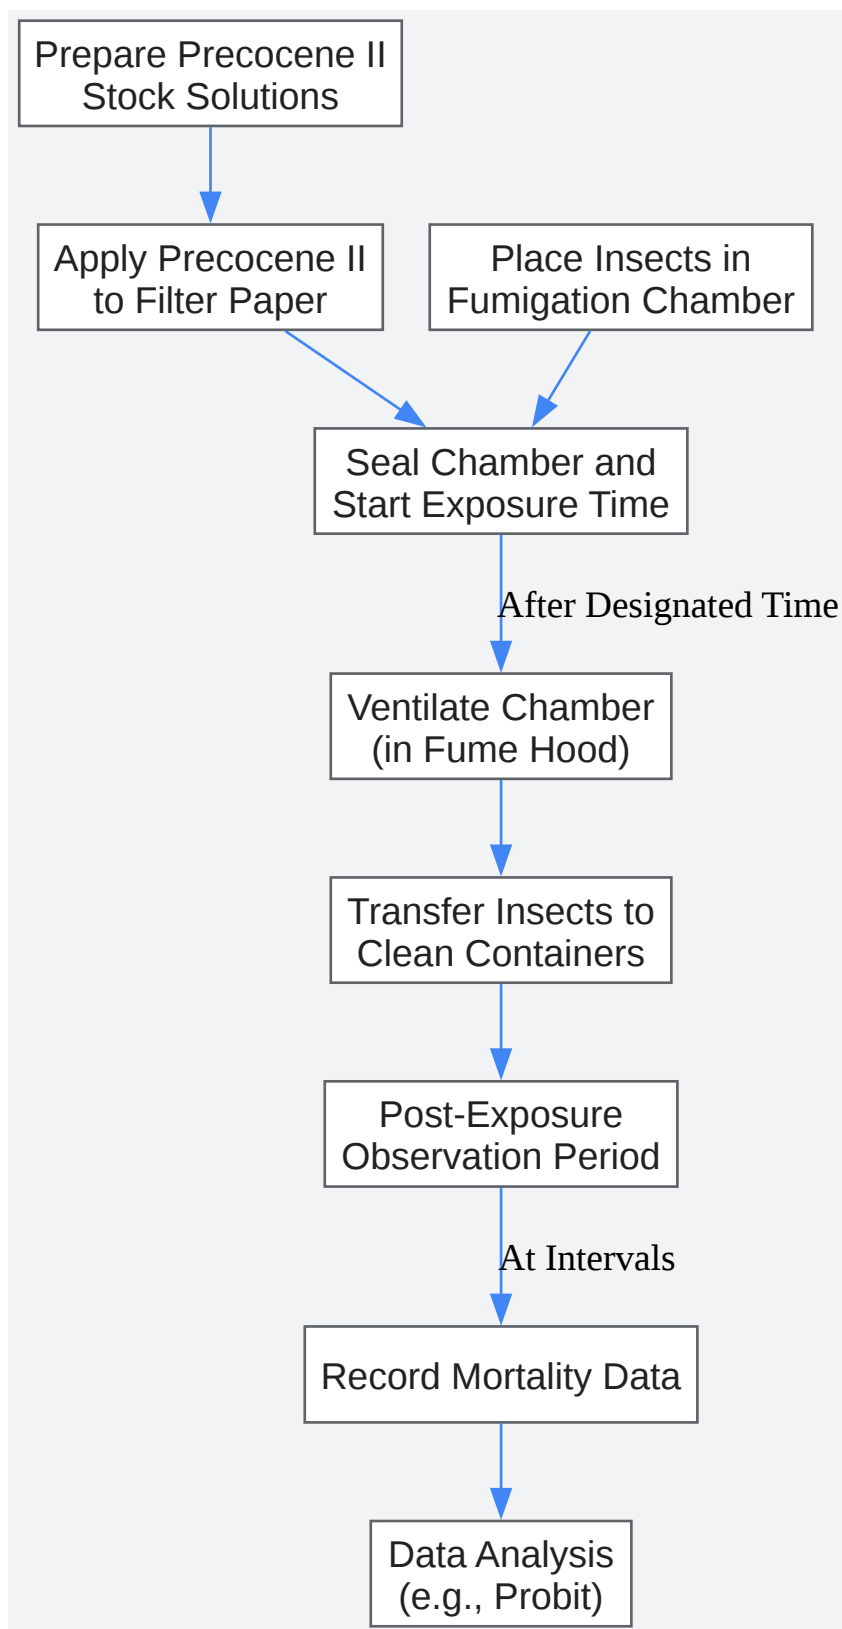 Prepare Precocene II
Stock Solutions
Apply Precocene II
to Filter Paper
Place Insects in
Fumigation Chamber
Seal Chamber and
Start Exposure Time
After Designated Time
Ventilate Chamber
(in Fume Hood)
Transfer Insects to
Clean Containers
Post-Exposure
Observation Period
At Intervals
Record Mortality Data
Data Analysis
(e.g., Probit)